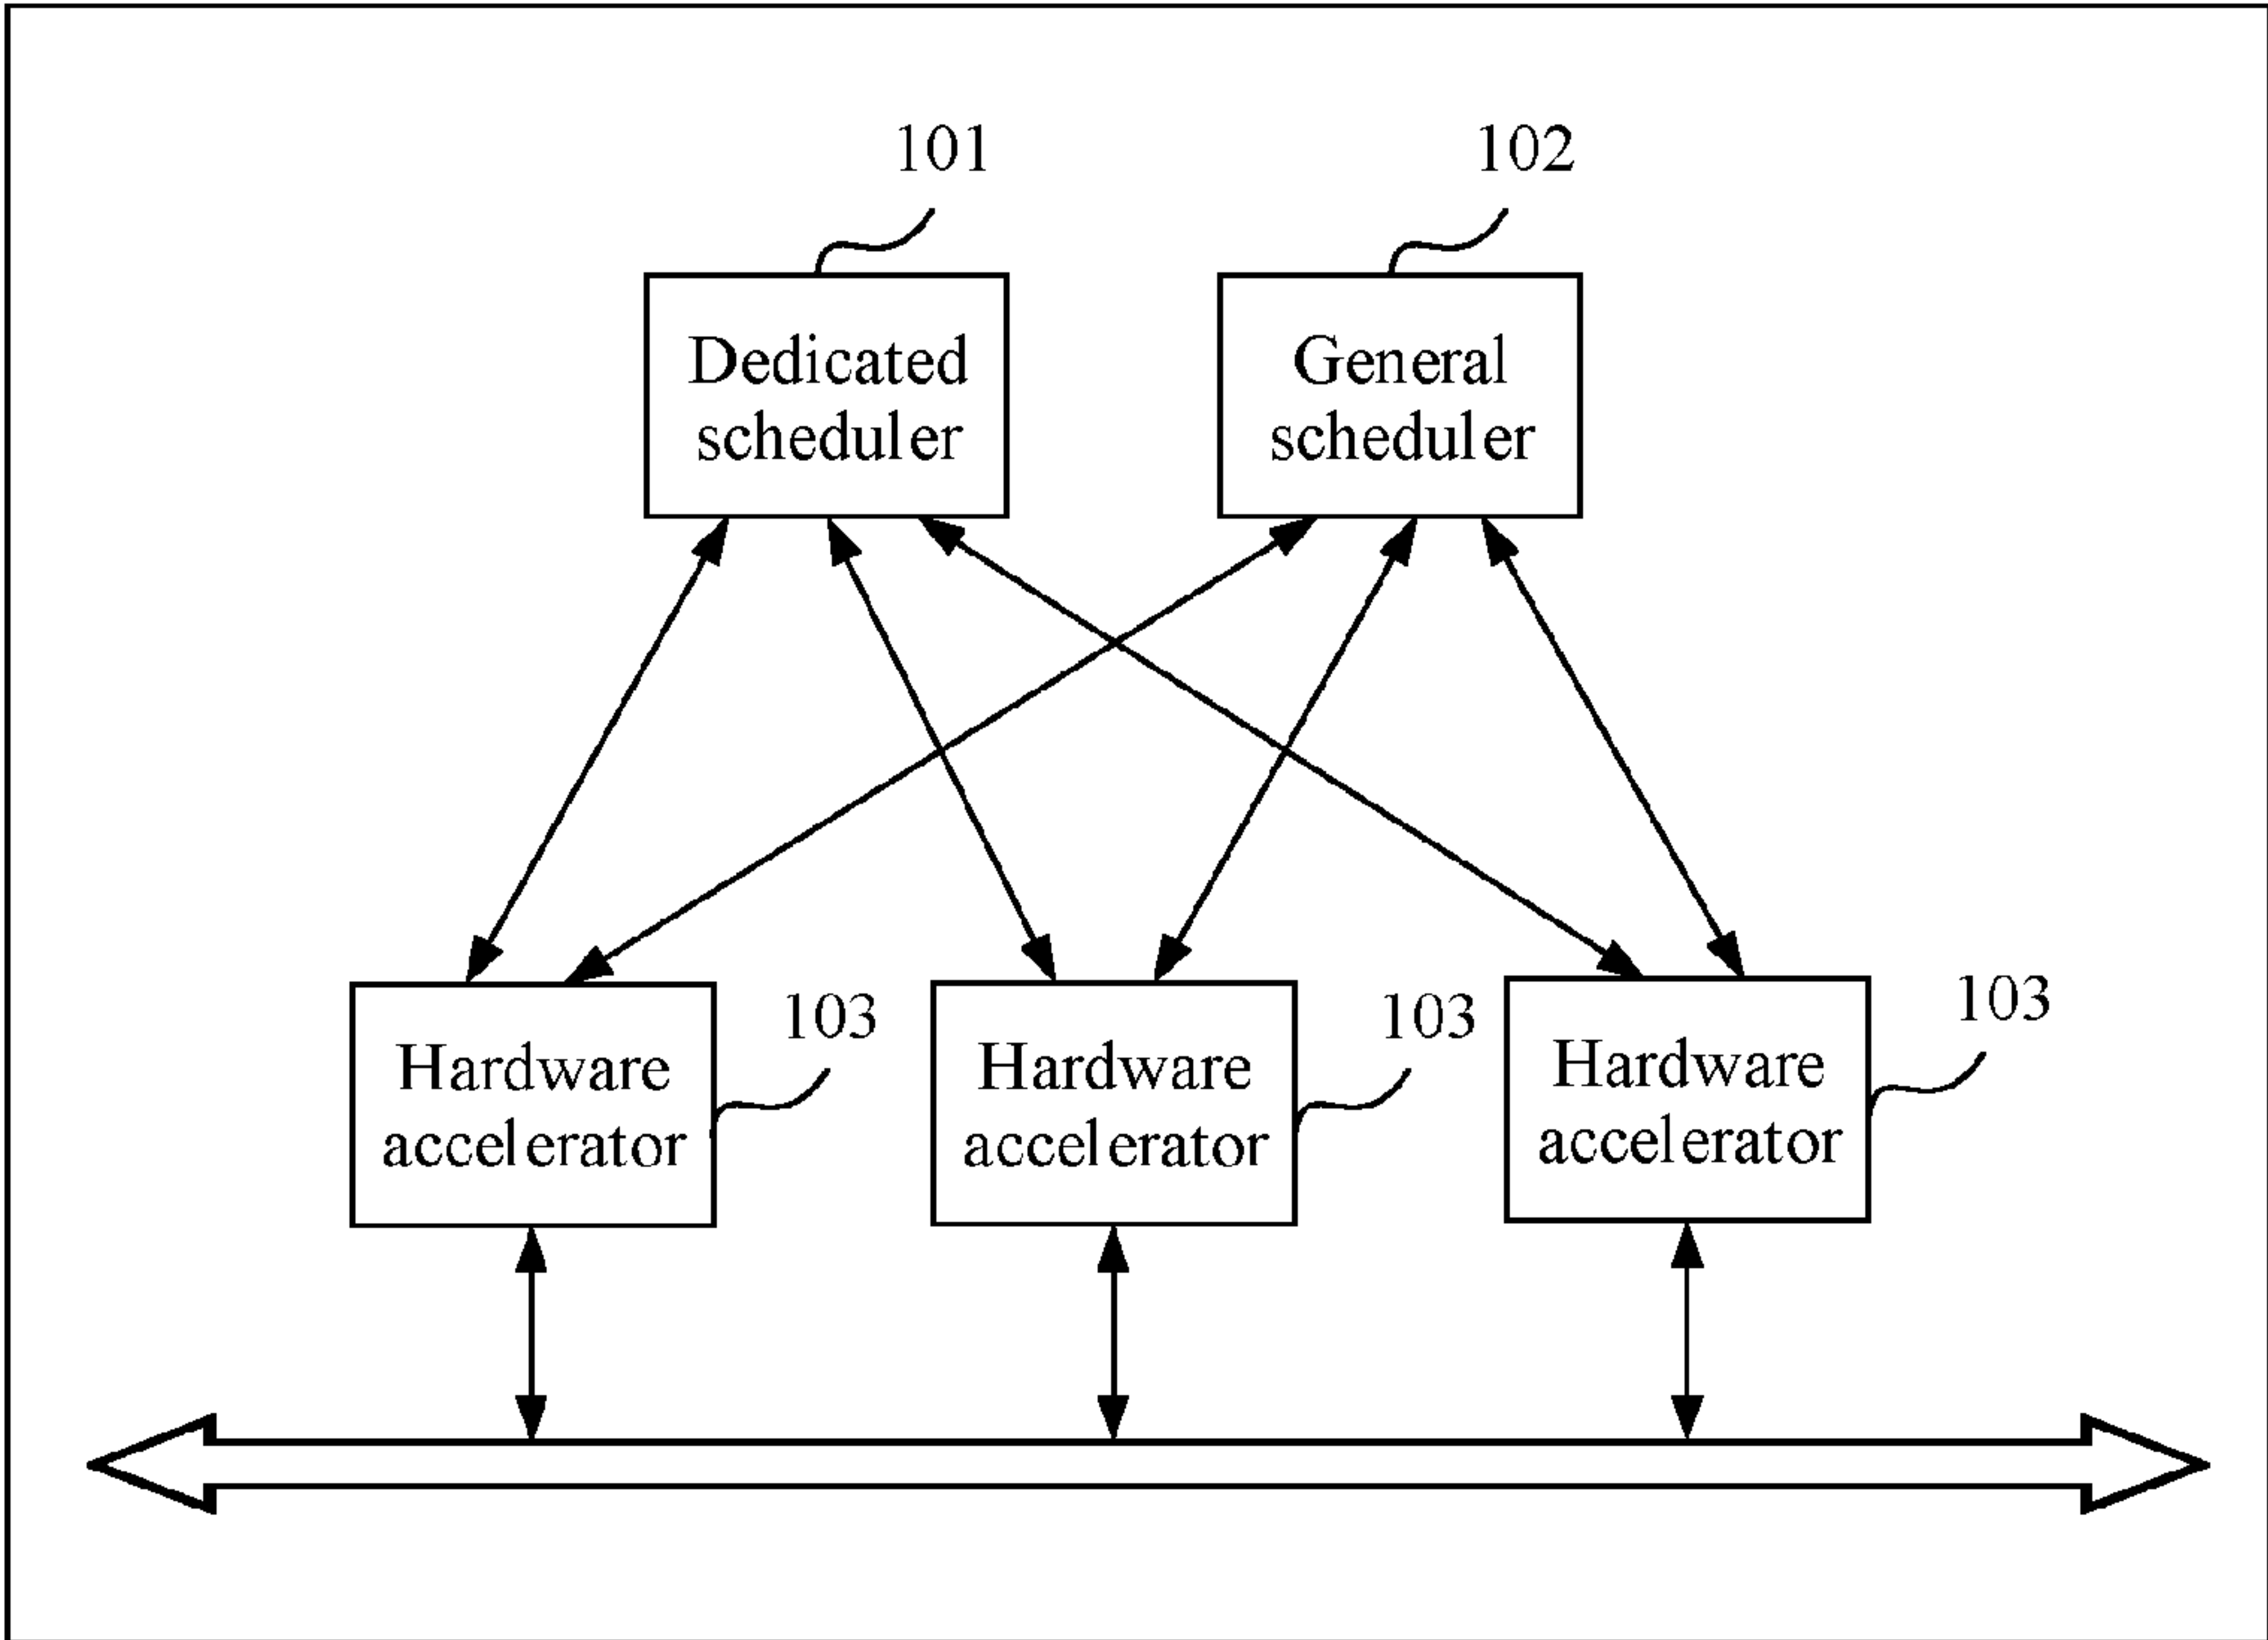 101
102
Dedicated
scheduler
General
scheduler
103
103
103
Hardware
accelerator
Hardware
accelerator
Hardware
accelerator